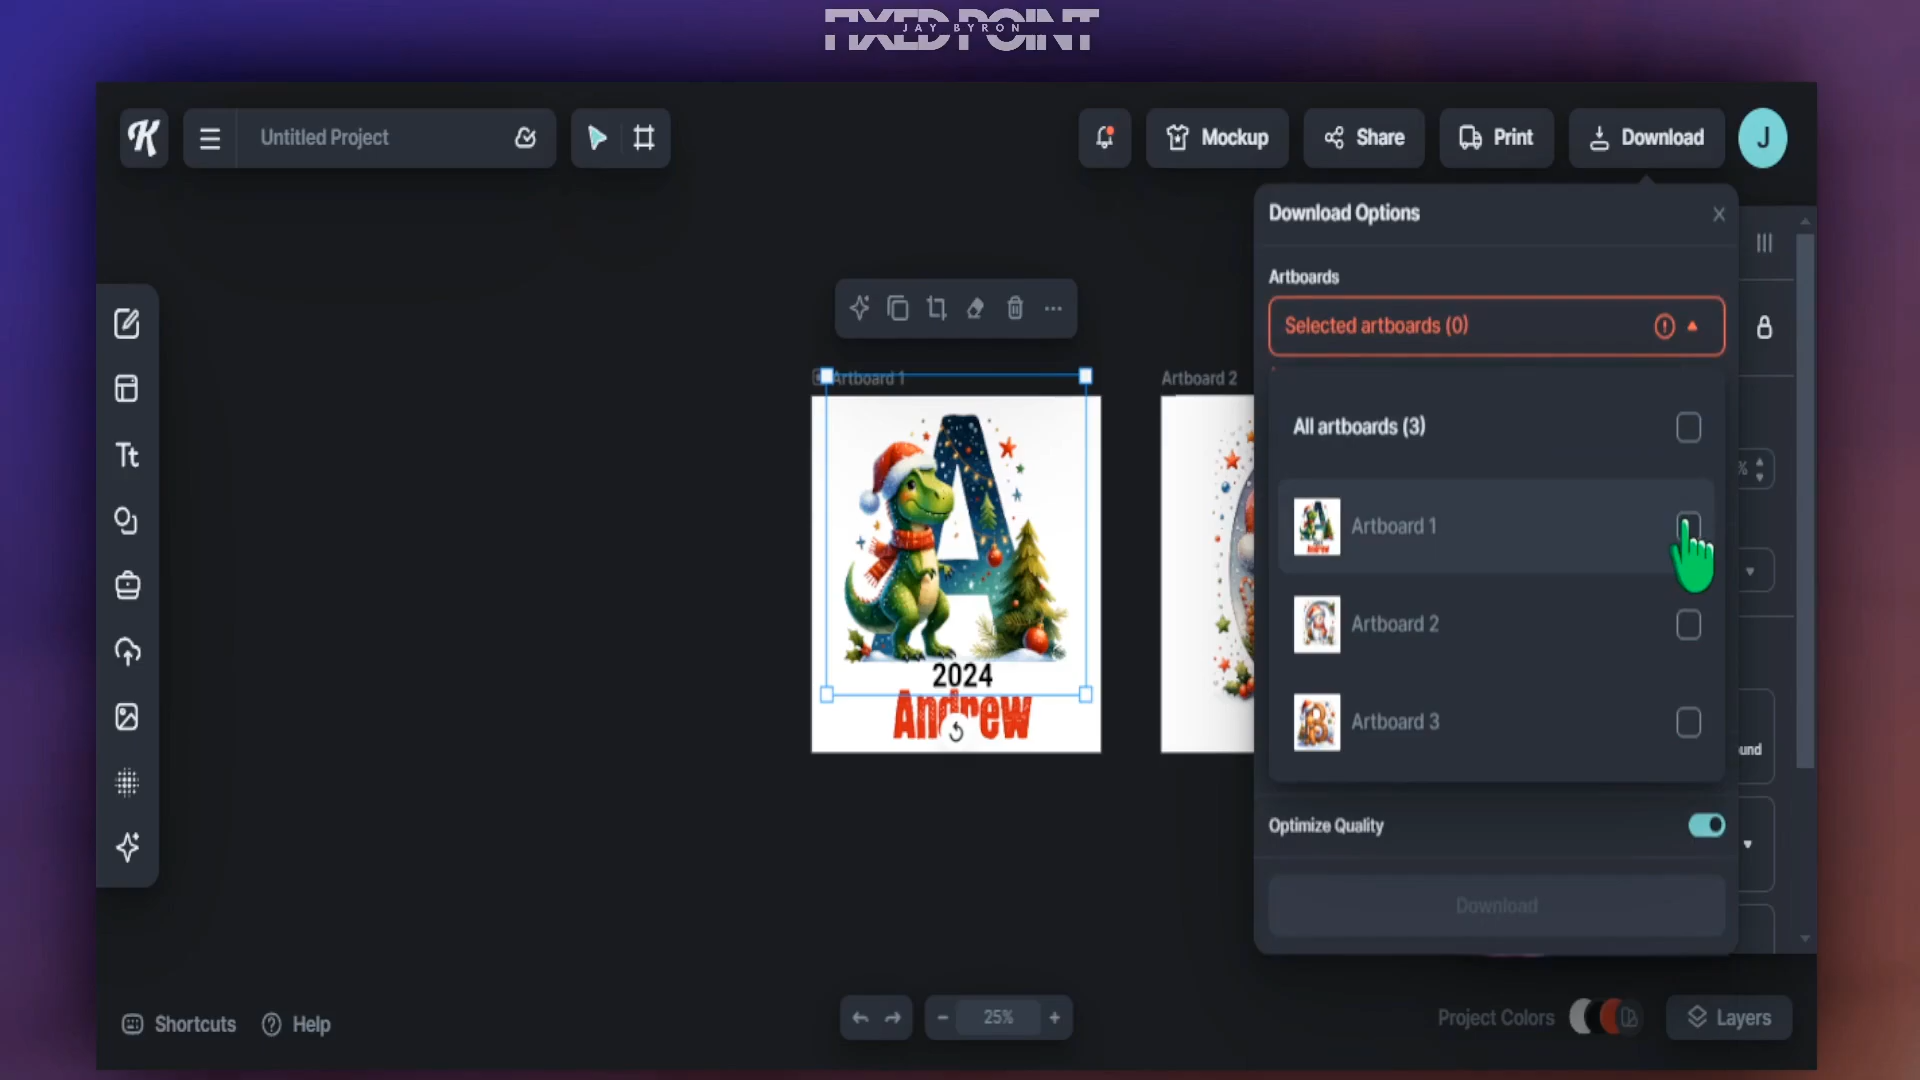 FIXED POINT
JAY BYRON
K
Untitled Project
Mockup
Share
Print
Download
J
Download Options
Artboards
Selected artboards (0)
All artboards (3)
Artboard 1
Artboard 2
Artboard 3
Optimize Quality
Download
Artboard 1
2024
Andrew
Artboard 2
Tt
%
und
Shortcuts
Help
25%
Project Colors
Layers